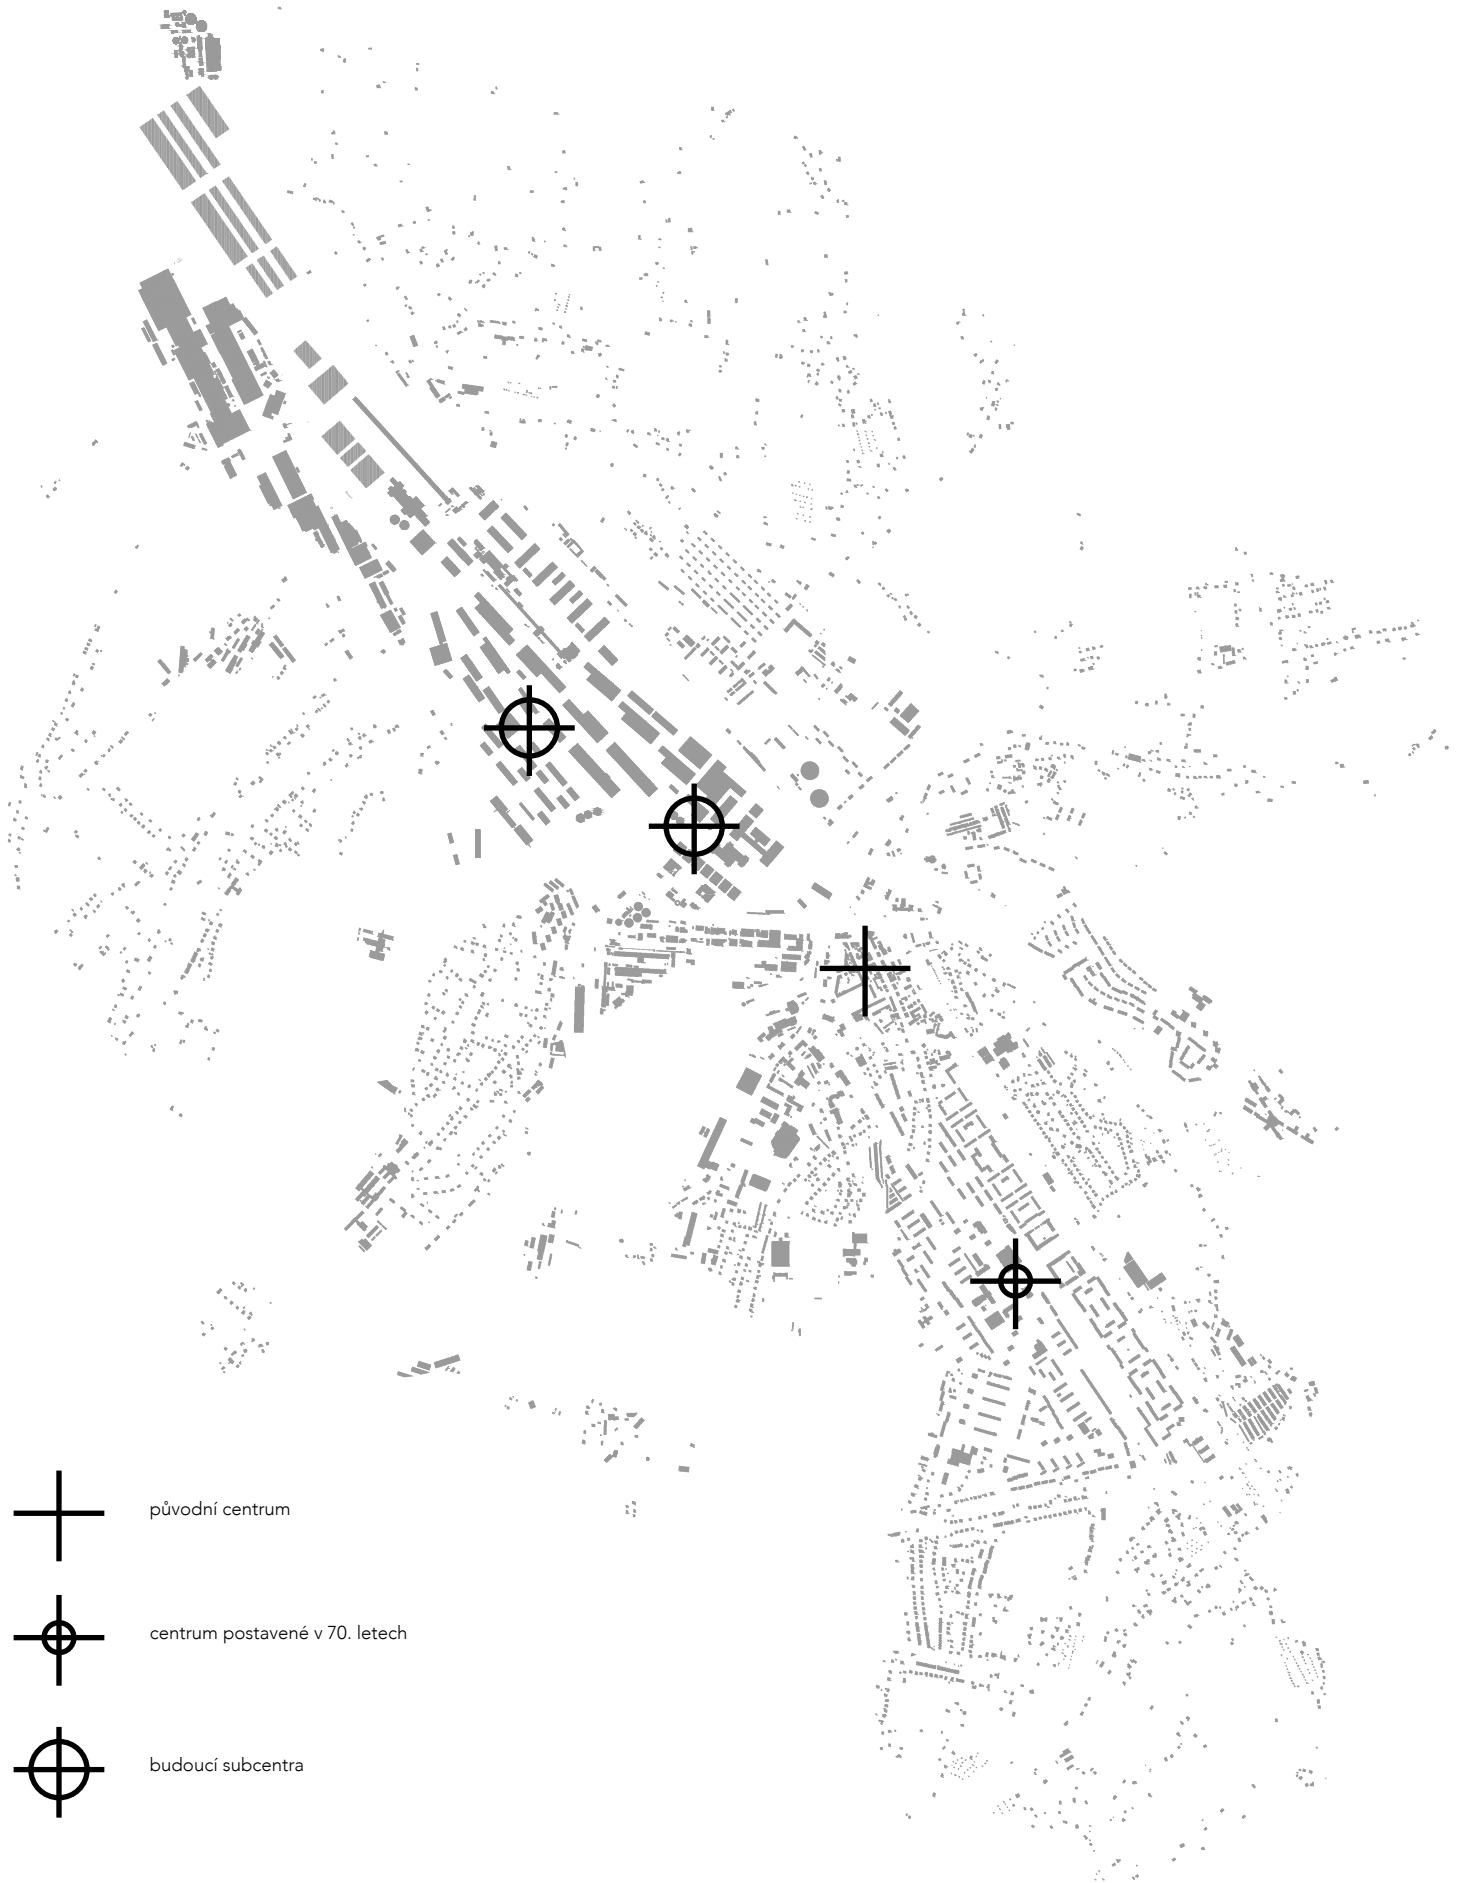 původní centrum
centrum postavené v 70. letech
budoucí subcentra